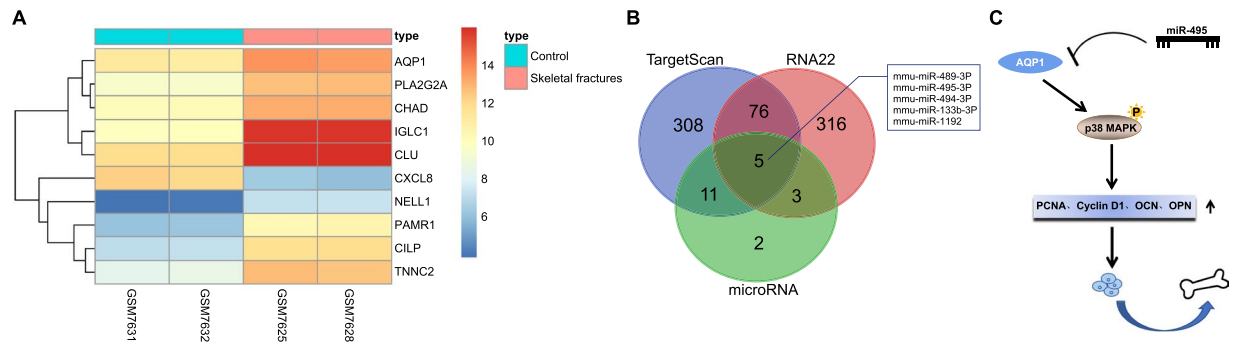 A
type
AQP1
PLA2G2A
CHAD
IGLC1
CLU
CXCL8
NELL1
PAMR1
CILP
TNNC2
GSM7631
GSM7632
GSM7625
GSM7628
14
12
10
8
6
type
Control
Skeletal fractures
B
TargetScan
RNA22
308
76
316
5
11
3
2
microRNA
mmu-miR-489-3P
mmu-miR-495-3P
mmu-miR-494-3P
mmu-miR-133b-3P
mmu-miR-1192
C
miR-495
AQP1
P
p38 MAPK
PCNA、Cyclin D1、OCN、OPN